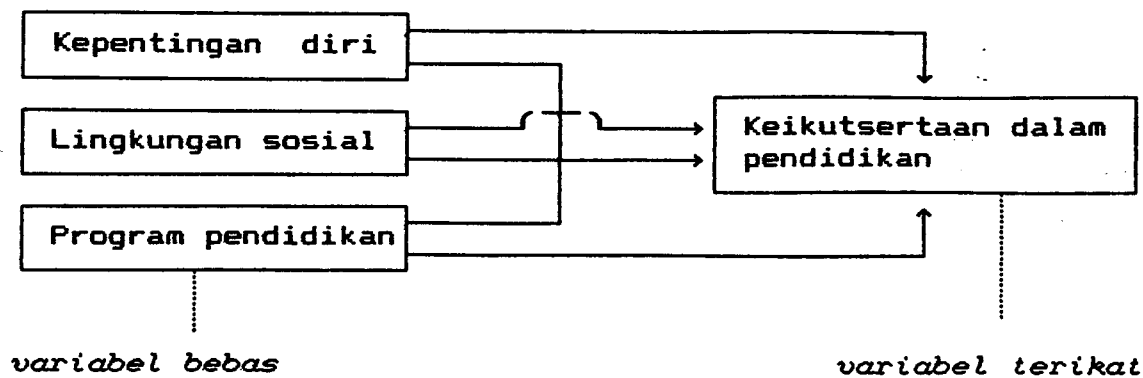 Kepentingan diri
Lingkungan sosial
Program pendidikan
Keikutsertaan dalam
pendidikan
variabel bebas
variabel terikat